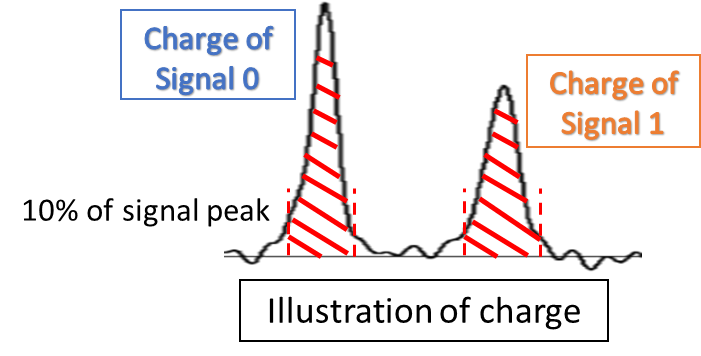 Charge of
Signal 0
Charge of
Signal 1
10% of signal peak
Illustration of charge